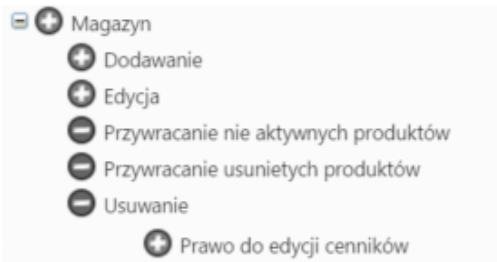 Magazyn
Dodawanie
Edycja
Przywracanie nie aktywnych produktów
Przywracanie usunietych produktów
Usuwanie
Prawo do edycji cenników